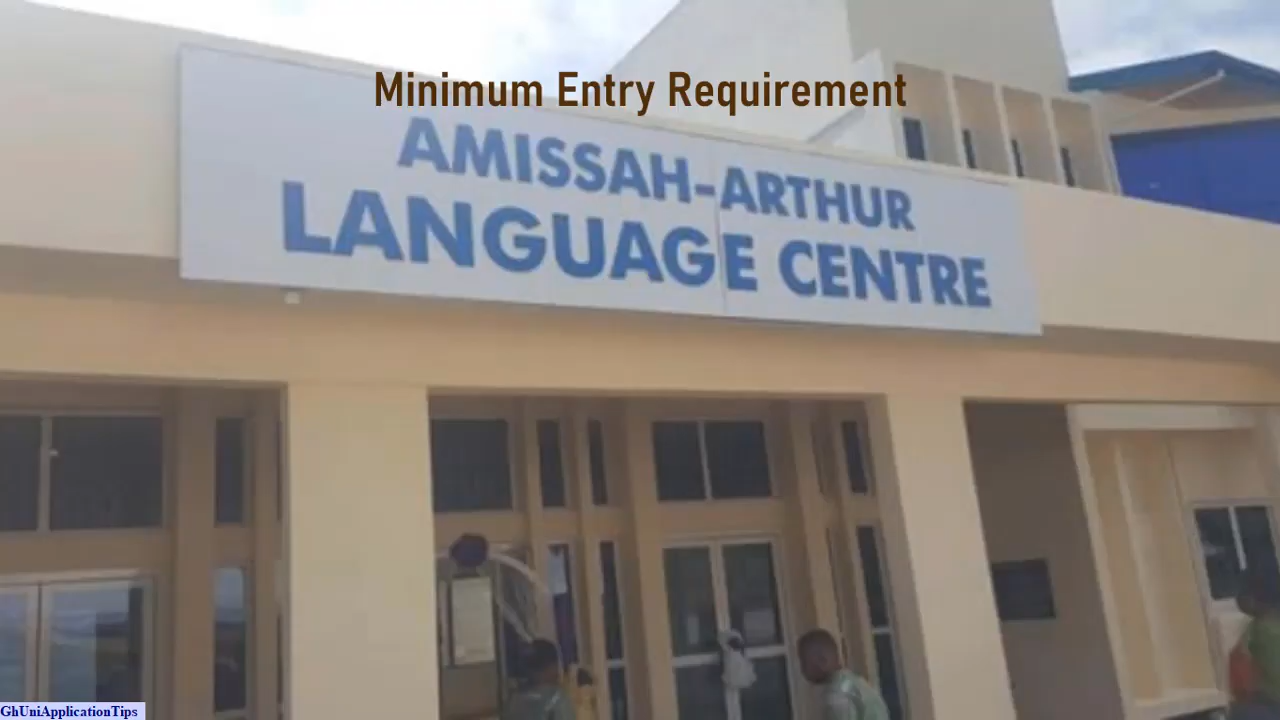 Minimum Entry Requirement
AMISSAH-ARTHUR
LANGUAGE CENTRE
GhUniApplicationTips